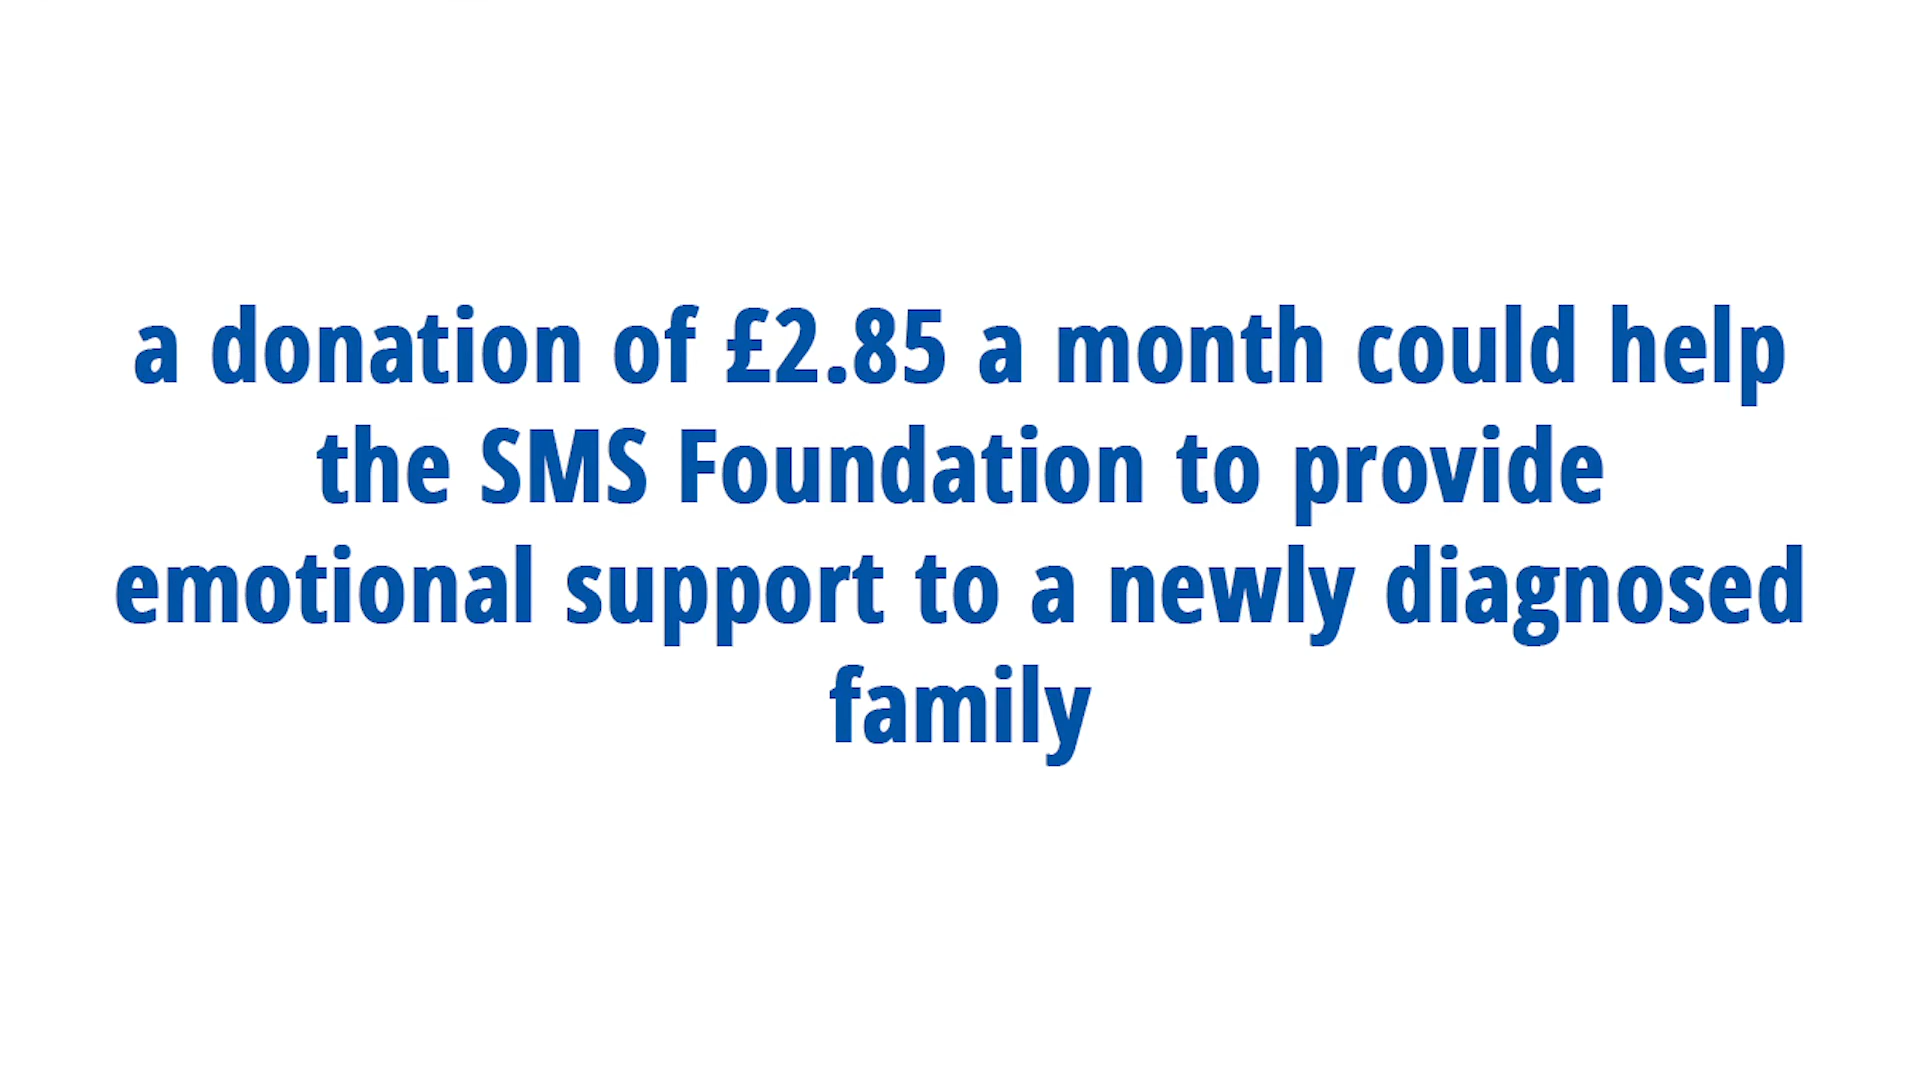 a donation of £2.85 a month could help
the SMS Foundation to provide
emotional support to a newly diagnosed
family